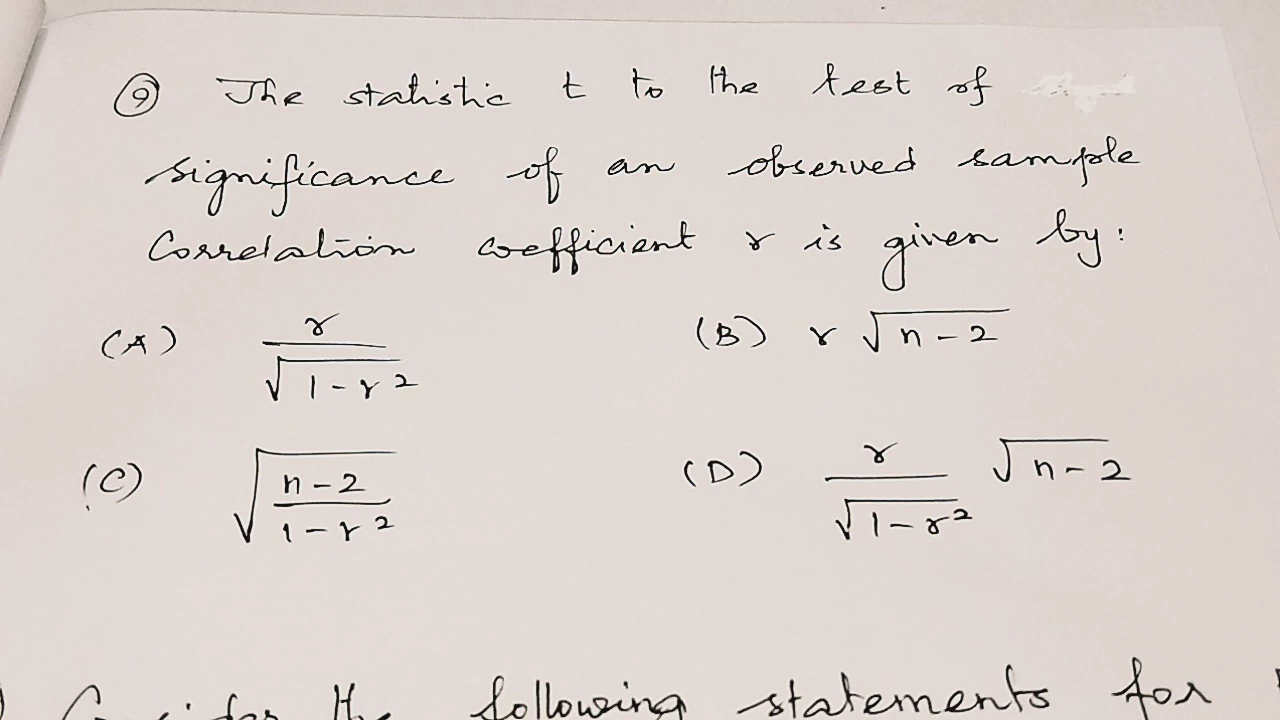 9 The statistic t to the test of
significance of an observed sample
Correlation coefficient r is given by:
(A) r / √1-r² (B) r √n-2
(C) √n-2 / 1-r² (D) r / √1-r² √n-2
the following statements for